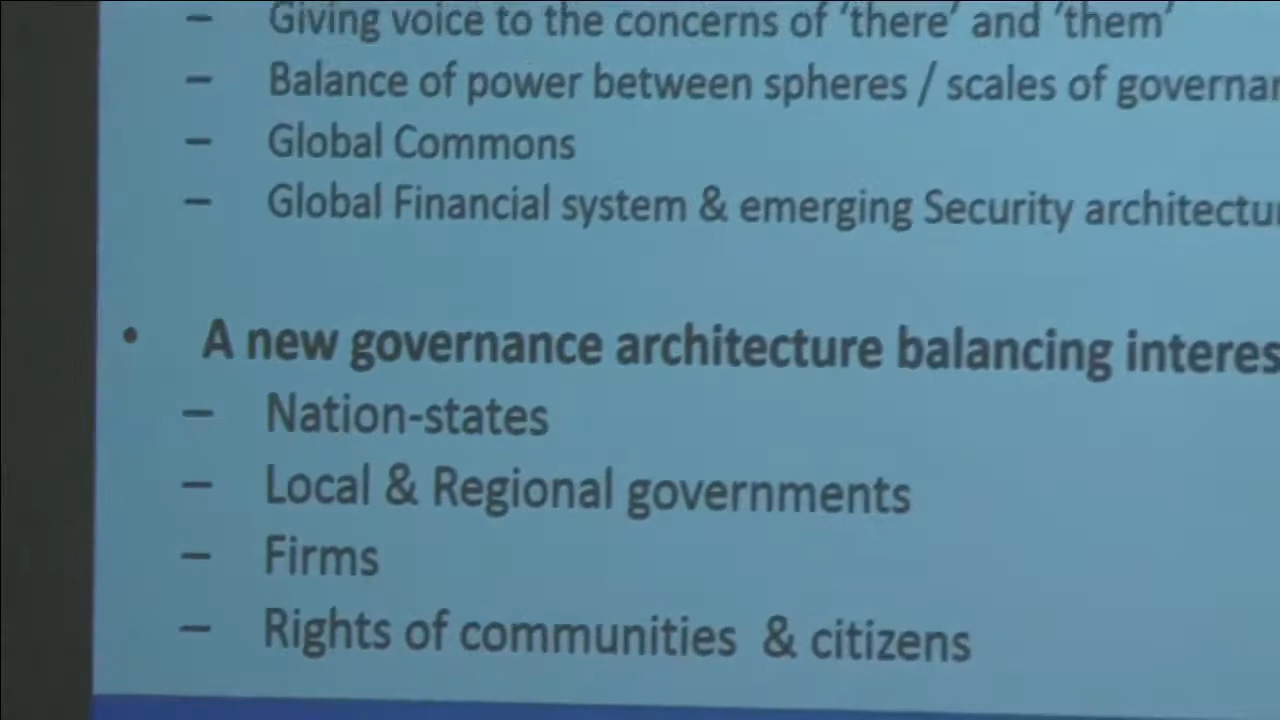 – Giving voice to the concerns of ‘there’ and ‘them’
– Balance of power between spheres / scales of governan
– Global Commons
– Global Financial system & emerging Security architectu
• A new governance architecture balancing interes
– Nation-states
– Local & Regional governments
– Firms
– Rights of communities & citizens